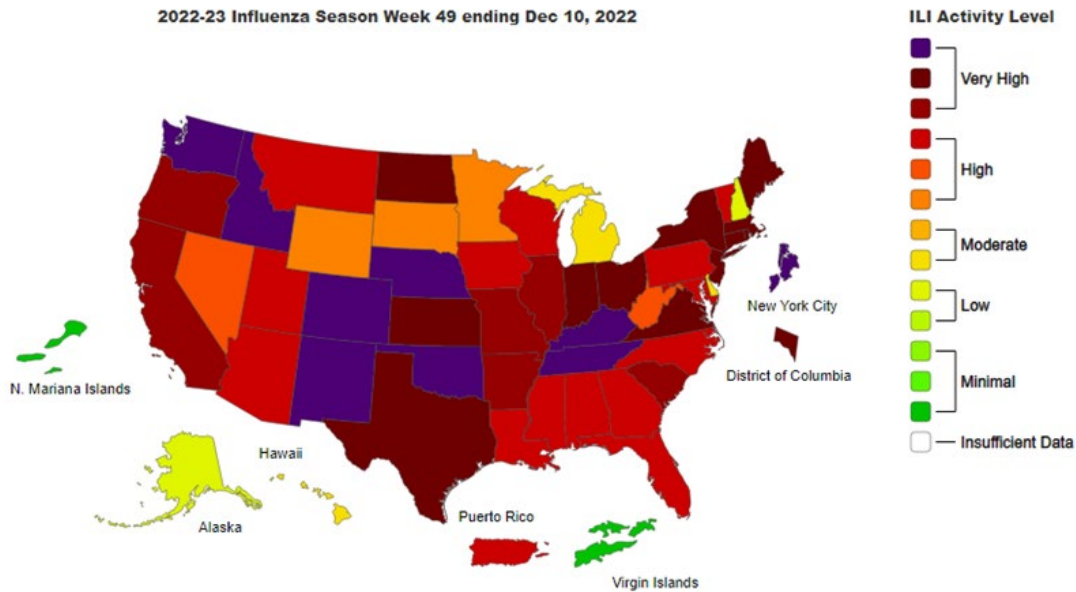 2022-23 Influenza Season Week 49 ending Dec 10, 2022
ILI Activity Level
Very High
High
Moderate
Low
Minimal
Insufficient Data
New York City
District of Columbia
N. Mariana Islands
Hawaii
Alaska
Puerto Rico
Virgin Islands